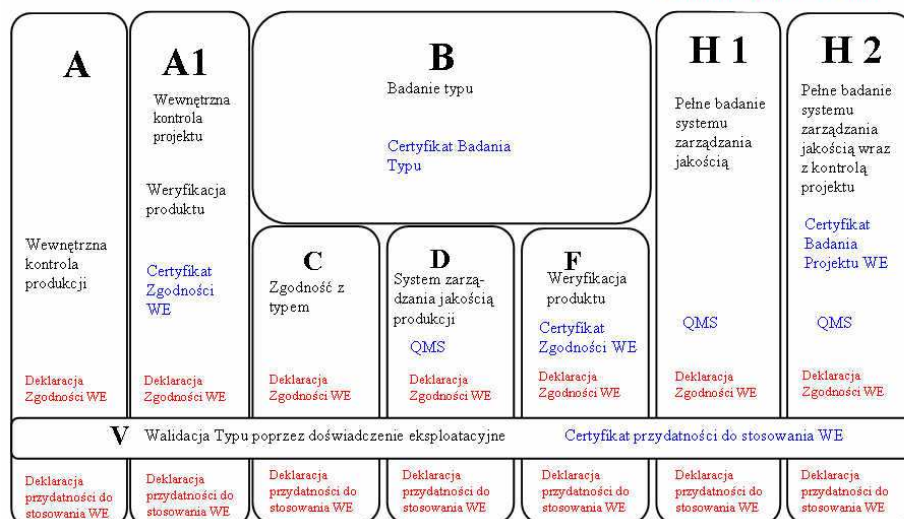 A
Wewnętrzna
kontrola
produkcji
Deklaracja
Zgodności WE
A1
Wewnętrzna
kontrola
projektu
Weryfikacja
produktu
Certyfikat
Zgodności
WE
Deklaracja
Zgodności WE
B
Badanie typu
Certyfikat Badania
Typu
C
Zgodność z
typem
Deklaracja
Zgodności WE
D
System zarzą-
dzania jakością
produkcji
QMS
Deklaracja
Zgodności WE
F
Weryfikacja
produktu
Certyfikat
Zgodności WE
Deklaracja
Zgodności WE
H 1
Pełne badanie
systemu
zarządzania
jakością
QMS
Deklaracja
Zgodności WE
H 2
Pełne badanie
systemu
zarządzania
jakością wraz
z kontrolą
projektu
Certyfikat
Badania
Projektu WE
QMS
Deklaracja
Zgodności WE
V Walidacja Typu poprzez doświadczenie eksploatacyjne Certyfikat przydatności do stosowania WE
Deklaracja
przydatności do
stosowania WE
Deklaracja
przydatności do
stosowania WE
Deklaracja
przydatności do
stosowania WE
Deklaracja
przydatności do
stosowania WE
Deklaracja
przydatności do
stosowania WE
Deklaracja
przydatności do
stosowania WE
Deklaracja
przydatności do
stosowania WE